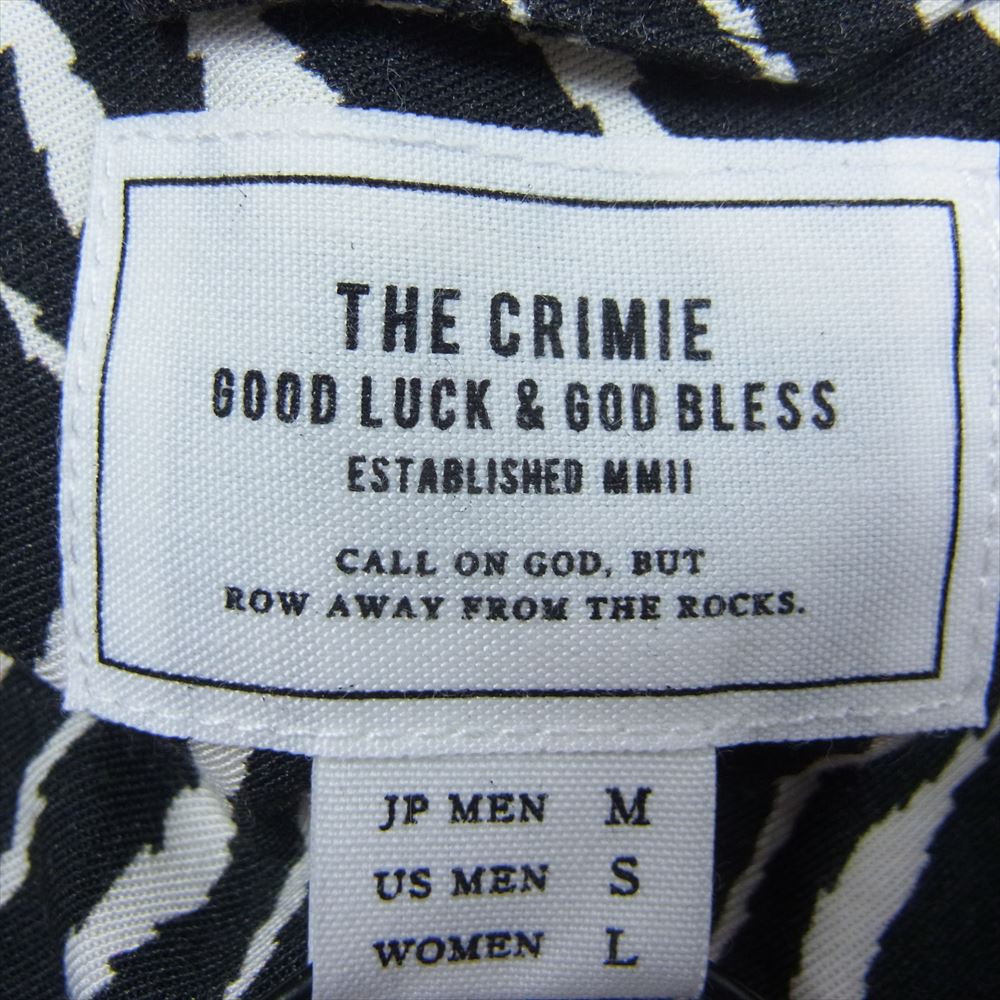 THE CRIMIE
GOOD LUCK & GOD BLESS
ESTABLISHED MMII
CALL ON GOD, BUT
ROW AWAY FROM THE ROCKS.
JP MEN M
US MEN S
WOMEN L